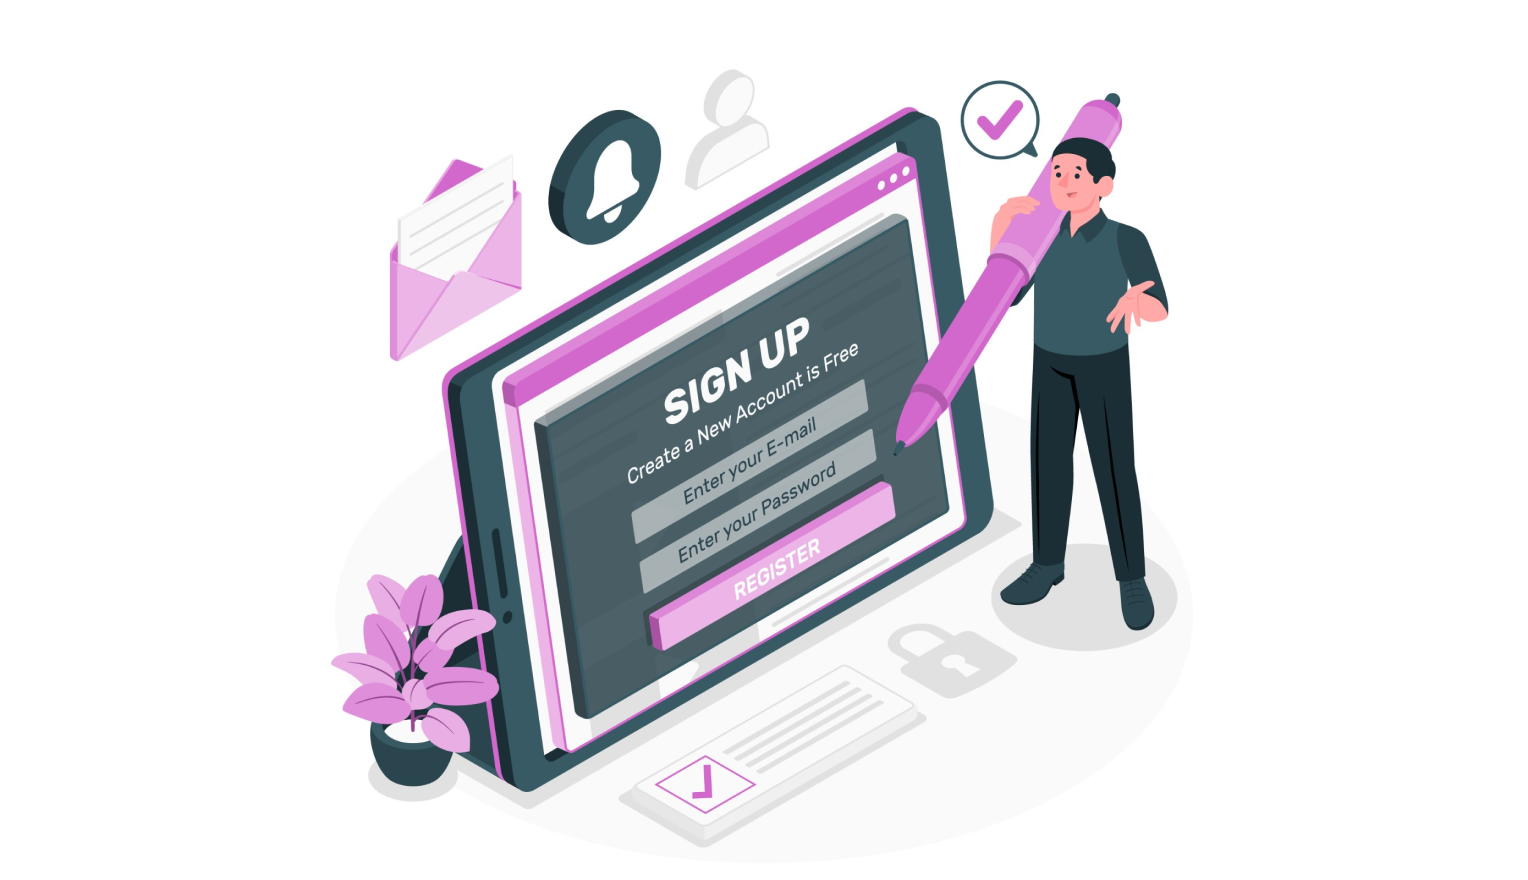 SIGN UP
Create a New Account is Free
Enter your E-mail
Enter your Password
REGISTER